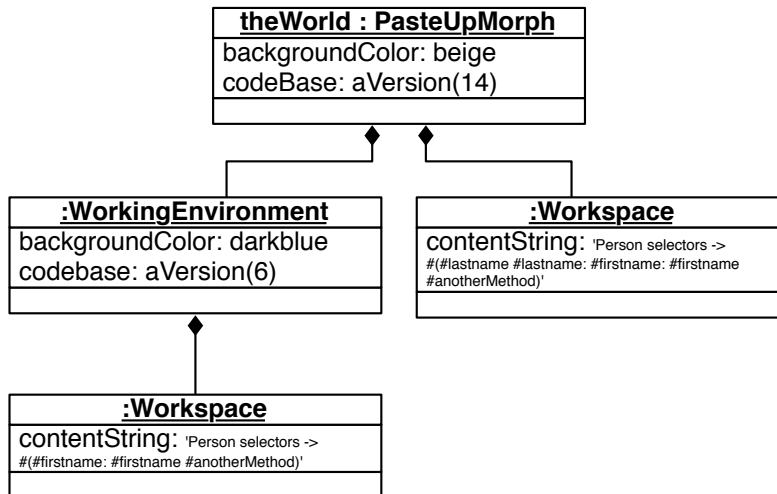 theWorld : PasteUpMorph
backgroundColor: beige
codeBase: aVersion(14)
:WorkingEnvironment
backgroundColor: darkblue
codebase: aVersion(6)
:Workspace
contentString: 'Person selectors ->
#(#lastname #lastname: #firstname: #firstname
#anotherMethod)'
:Workspace
contentString: 'Person selectors ->
#(#firstname: #firstname #anotherMethod)'